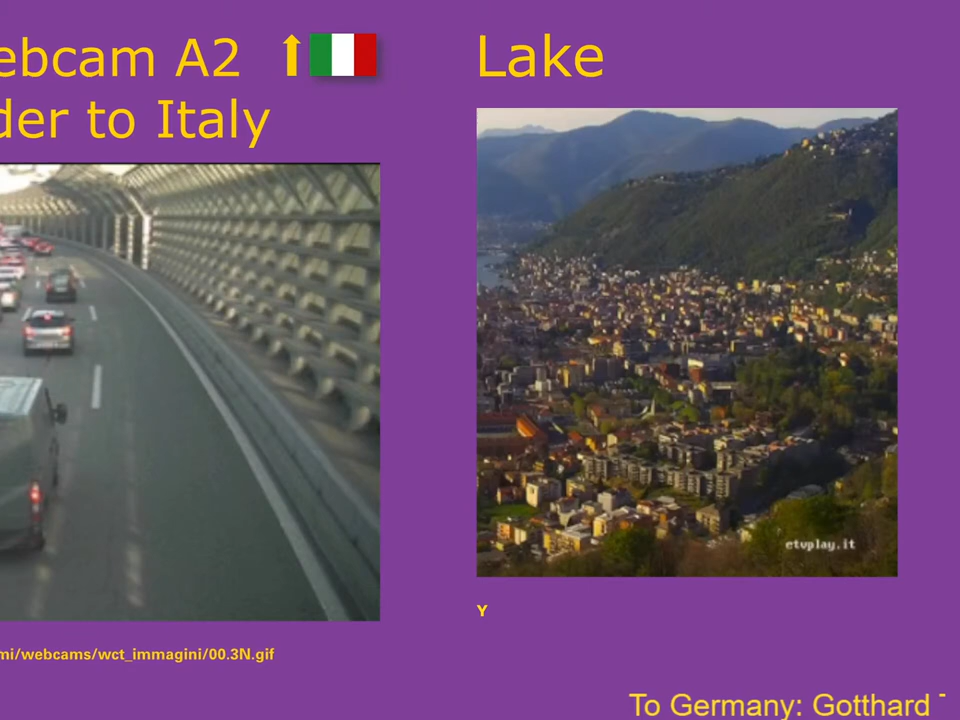 ebcam A2
der to Italy
Lake
etvplay.it
Y
mi/webcams/wct_immagini/00.3N.gif
To Germany: Gotthard